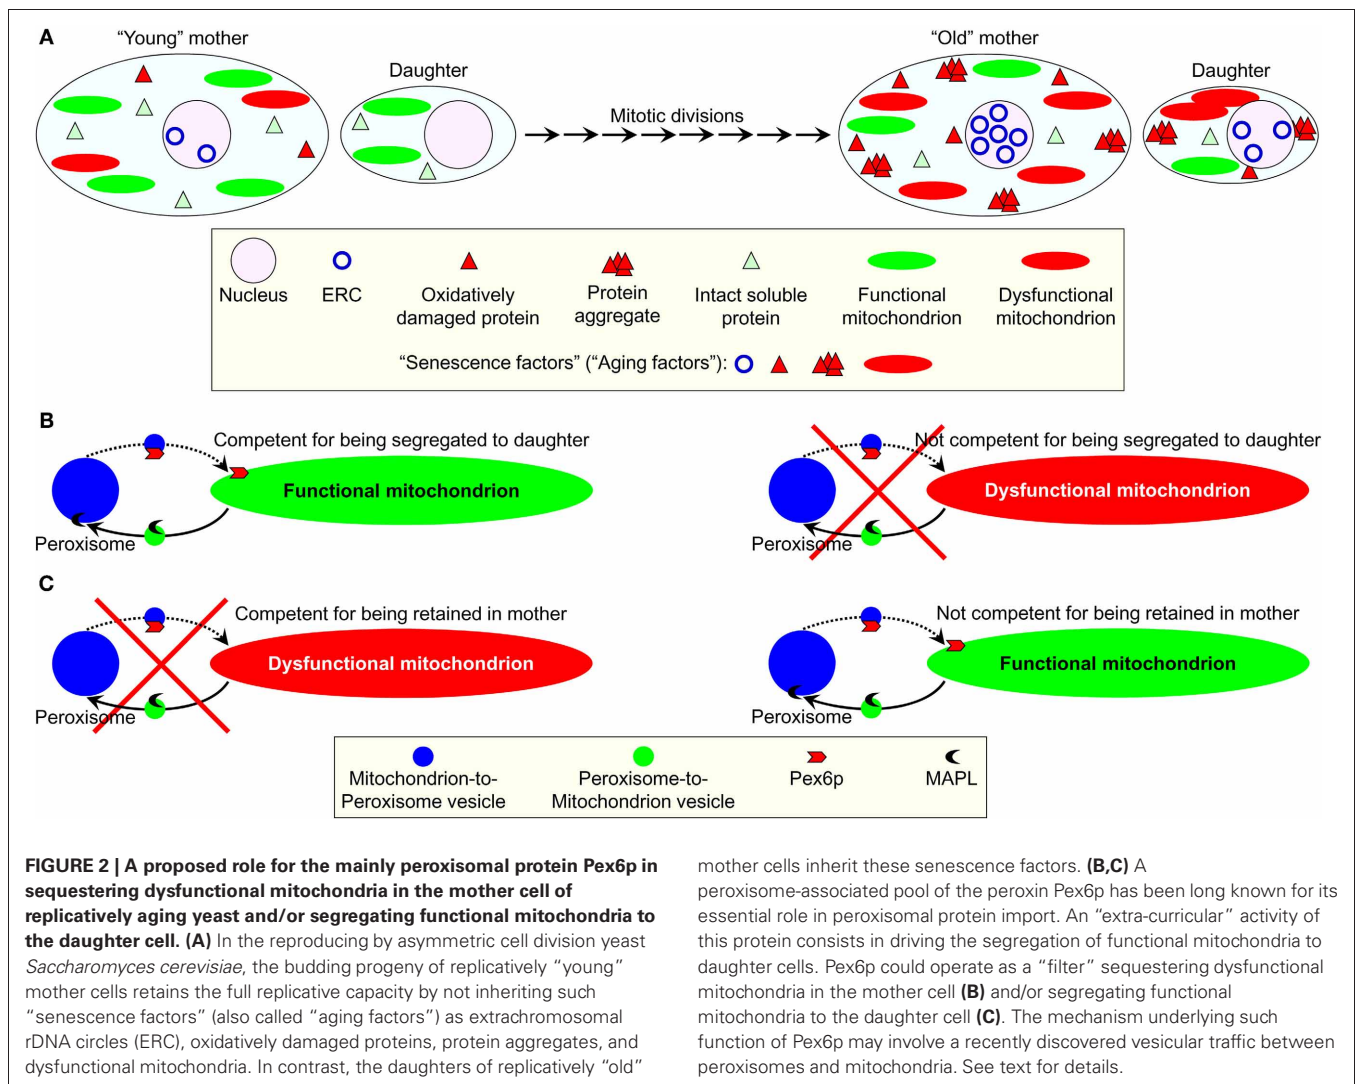 A
“Young” mother
Daughter
Mitotic divisions
“Old” mother
Daughter
Nucleus
ERC
Oxidatively
damaged protein
Protein
aggregate
Intact soluble
protein
Functional
mitochondrion
Dysfunctional
mitochondrion
“Senescence factors” (“Aging factors”):
B
Competent for being segregated to daughter
Functional mitochondrion
Peroxisome
Not competent for being segregated to daughter
Dysfunctional mitochondrion
Peroxisome
C
Competent for being retained in mother
Dysfunctional mitochondrion
Peroxisome
Not competent for being retained in mother
Functional mitochondrion
Peroxisome
Mitochondrion-to-
Peroxisome vesicle
Peroxisome-to-
Mitochondrion vesicle
Pex6p
MAPL
FIGURE 2 | A proposed role for the mainly peroxisomal protein Pex6p in
sequestering dysfunctional mitochondria in the mother cell of
replicatively aging yeast and/or segregating functional mitochondria to
the daughter cell. (A) In the reproducing by asymmetric cell division yeast
Saccharomyces cerevisiae, the budding progeny of replicatively “young”
mother cells retains the full replicative capacity by not inheriting such
“senescence factors” (also called “aging factors”) as extrachromosomal
rDNA circles (ERC), oxidatively damaged proteins, protein aggregates, and
dysfunctional mitochondria. In contrast, the daughters of replicatively “old”
mother cells inherit these senescence factors. (B,C) A
peroxisome-associated pool of the peroxin Pex6p has been long known for its
essential role in peroxisomal protein import. An “extra-curricular” activity of
this protein consists in driving the segregation of functional mitochondria to
daughter cells. Pex6p could operate as a “filter” sequestering dysfunctional
mitochondria in the mother cell (B) and/or segregating functional
mitochondria to the daughter cell (C). The mechanism underlying such
function of Pex6p may involve a recently discovered vesicular traffic between
peroxisomes and mitochondria. See text for details.